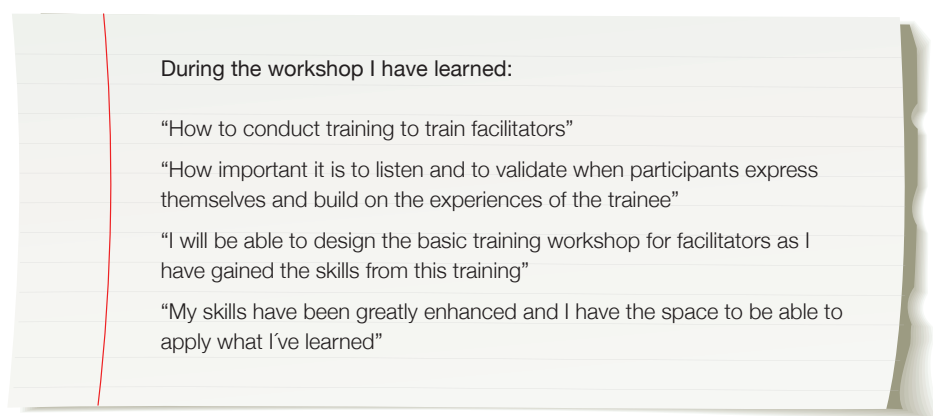 During the workshop I have learned:
“How to conduct training to train facilitators”
“How important it is to listen and to validate when participants express
themselves and build on the experiences of the trainee”
“I will be able to design the basic training workshop for facilitators as I
have gained the skills from this training”
“My skills have been greatly enhanced and I have the space to be able to
apply what I´ve learned”